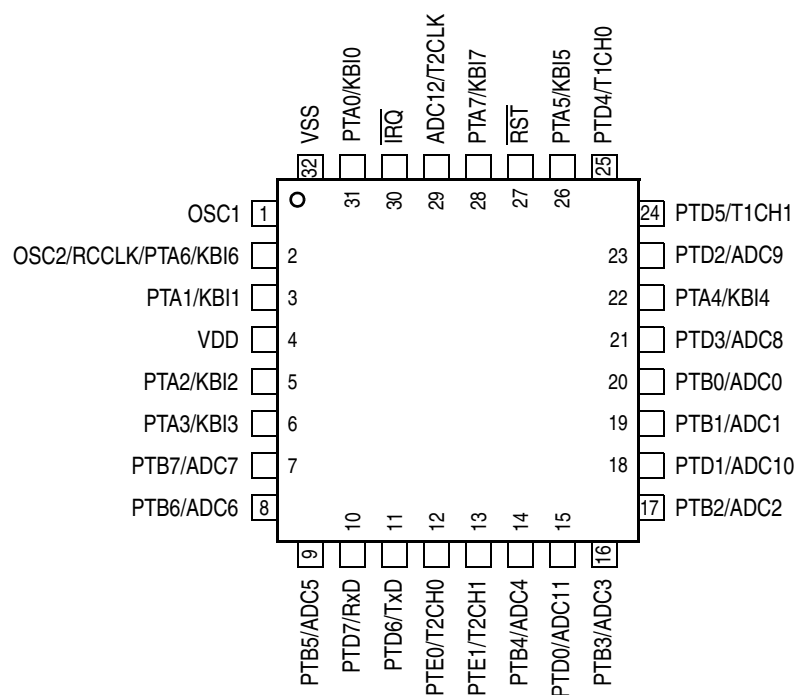 VSS
PTA0/KBI0
IRQ
ADC12/T2CLK
PTA7/KBI7
RST
PTA5/KBI5
PTD4/T1CH0
32
31
30
29
28
27
26
25
OSC1 1
OSC2/RCCLK/PTA6/KBI6 2
PTA1/KBI1 3
VDD 4
PTA2/KBI2 5
PTA3/KBI3 6
PTB7/ADC7 7
PTB6/ADC6 8
24 PTD5/T1CH1
23 PTD2/ADC9
22 PTA4/KBI4
21 PTD3/ADC8
20 PTB0/ADC0
19 PTB1/ADC1
18 PTD1/ADC10
17 PTB2/ADC2
9
10
11
12
13
14
15
16
PTB5/ADC5
PTD7/RxD
PTD6/TxD
PTE0/T2CH0
PTE1/T2CH1
PTB4/ADC4
PTD0/ADC11
PTB3/ADC3